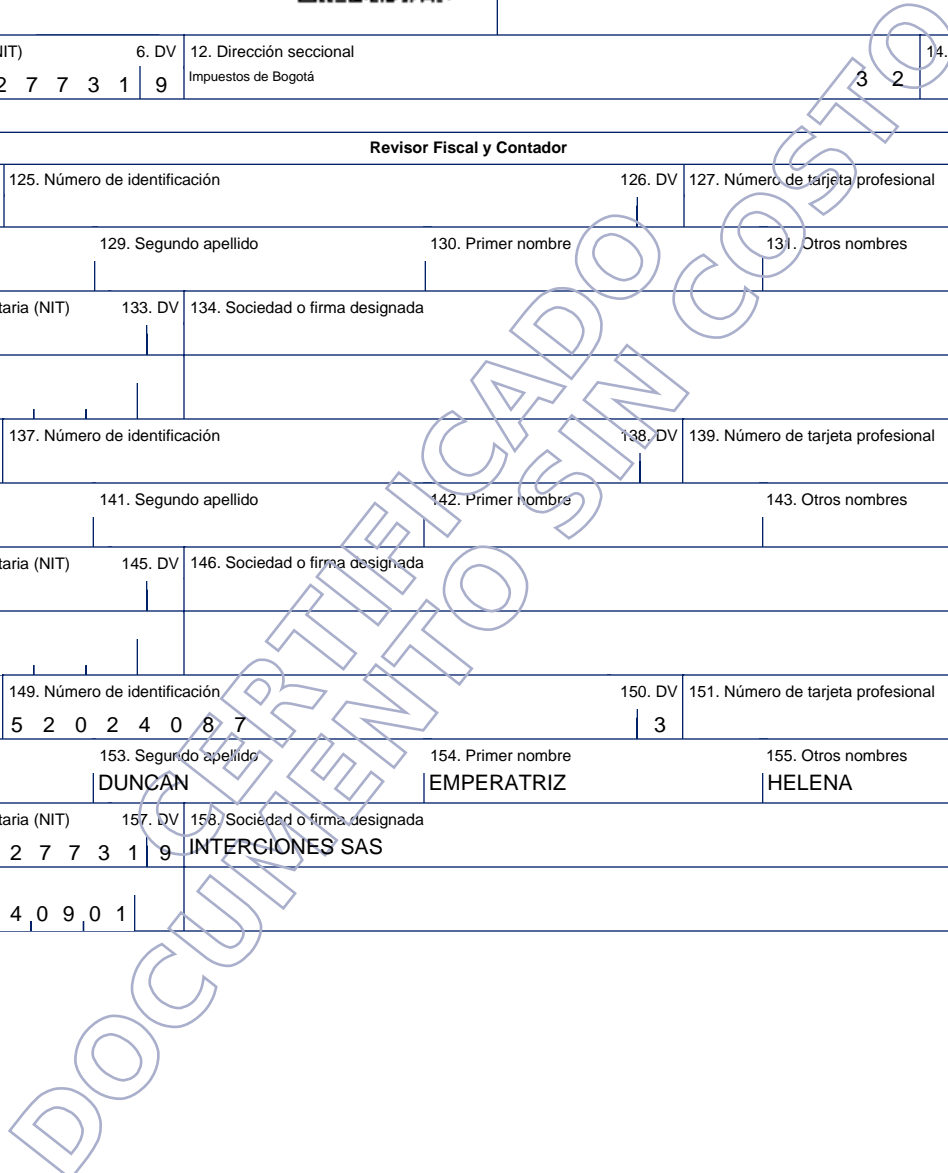 NIT) 6. DV 12. Dirección seccional 14.
2 7 7 3 1 9 Impuestos de Bogotá 3 2
Revisor Fiscal y Contador
125. Número de identificación 126. DV 127. Número de tarjeta profesional
129. Segundo apellido 130. Primer nombre 131. Otros nombres
taria (NIT) 133. DV 134. Sociedad o firma designada
137. Número de identificación 138. DV 139. Número de tarjeta profesional
141. Segundo apellido 142. Primer nombre 143. Otros nombres
taria (NIT) 145. DV 146. Sociedad o firma designada
149. Número de identificación 150. DV 151. Número de tarjeta profesional
5 2 0 2 4 0 8 7 3
153. Segundo apellido 154. Primer nombre 155. Otros nombres
DUNCAN EMPERATRIZ HELENA
taria (NIT) 157. DV 158. Sociedad o firma designada
2 7 7 3 1 9 INTERCIONES SAS
4 0 9 0 1
CERTIFICADO
DOCUMENTO SIN COSTO